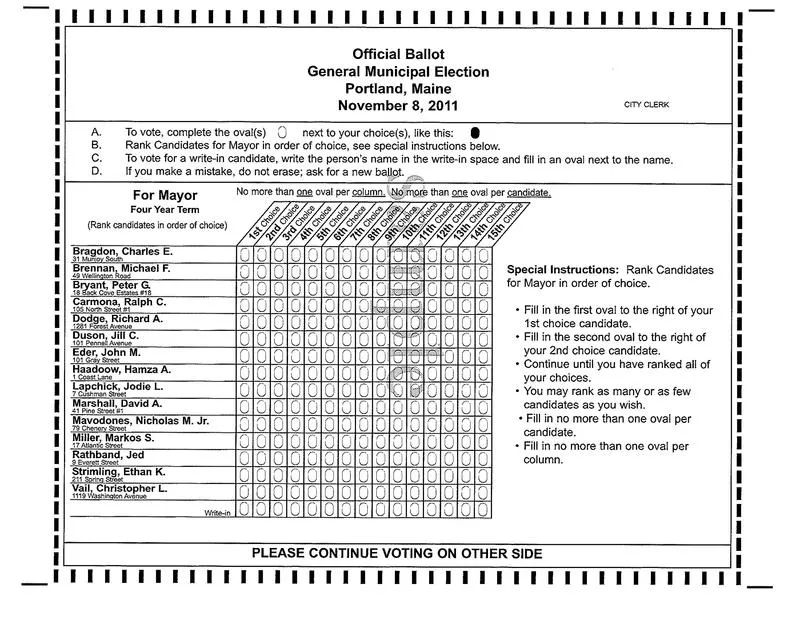 Official Ballot
General Municipal Election
Portland, Maine
November 8, 2011
CITY CLERK
A. To vote, complete the oval(s) next to your choice(s), like this:
B. Rank Candidates for Mayor in order of choice, see special instructions below.
C. To vote for a write-in candidate, write the person's name in the write-in space and fill in an oval next to the name.
D. If you make a mistake, do not erase; ask for a new ballot.
For Mayor
Four Year Term
(Rank candidates in order of choice)
No more than one oval per column. No more than one oval per candidate.
1st Choice
2nd Choice
3rd Choice
4th Choice
5th Choice
6th Choice
7th Choice
8th Choice
9th Choice
10th Choice
11th Choice
12th Choice
13th Choice
14th Choice
15th Choice
Bragdon, Charles E.
31 Munjoy South
Brennan, Michael F.
49 Wellington Road
Bryant, Peter G.
18 Back Cove Estates #18
Carmona, Ralph C.
105 North Street #1
Dodge, Richard A.
1281 Forest Avenue
Duson, Jill C.
101 Pennell Avenue
Eder, John M.
101 Gray Street
Haadoow, Hamza A.
1 Coast Lane
Lapchick, Jodie L.
7 Cushman Street
Marshall, David A.
41 Pine Street #1
Mavodones, Nicholas M. Jr.
79 Chenery Street
Miller, Markos S.
17 Atlantic Street
Rathband, Jed
9 Everett Street
Strimling, Ethan K.
211 Spring Street
Vail, Christopher L.
1119 Washington Avenue
Write-in
Special Instructions: Rank Candidates
for Mayor in order of choice.
• Fill in the first oval to the right of your
1st choice candidate.
• Fill in the second oval to the right of
your 2nd choice candidate.
• Continue until you have ranked all of
your choices.
• You may rank as many or as few
candidates as you wish.
• Fill in no more than one oval per
candidate.
• Fill in no more than one oval per
column.
PLEASE CONTINUE VOTING ON OTHER SIDE